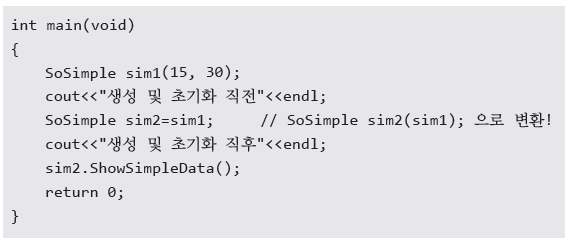 int main(void)
{
    SoSimple sim1(15, 30);
    cout<<"생성 및 초기화 직전"<<endl;
    SoSimple sim2=sim1;     // SoSimple sim2(sim1); 으로 변환!
    cout<<"생성 및 초기화 직후"<<endl;
    sim2.ShowSimpleData();
    return 0;
}